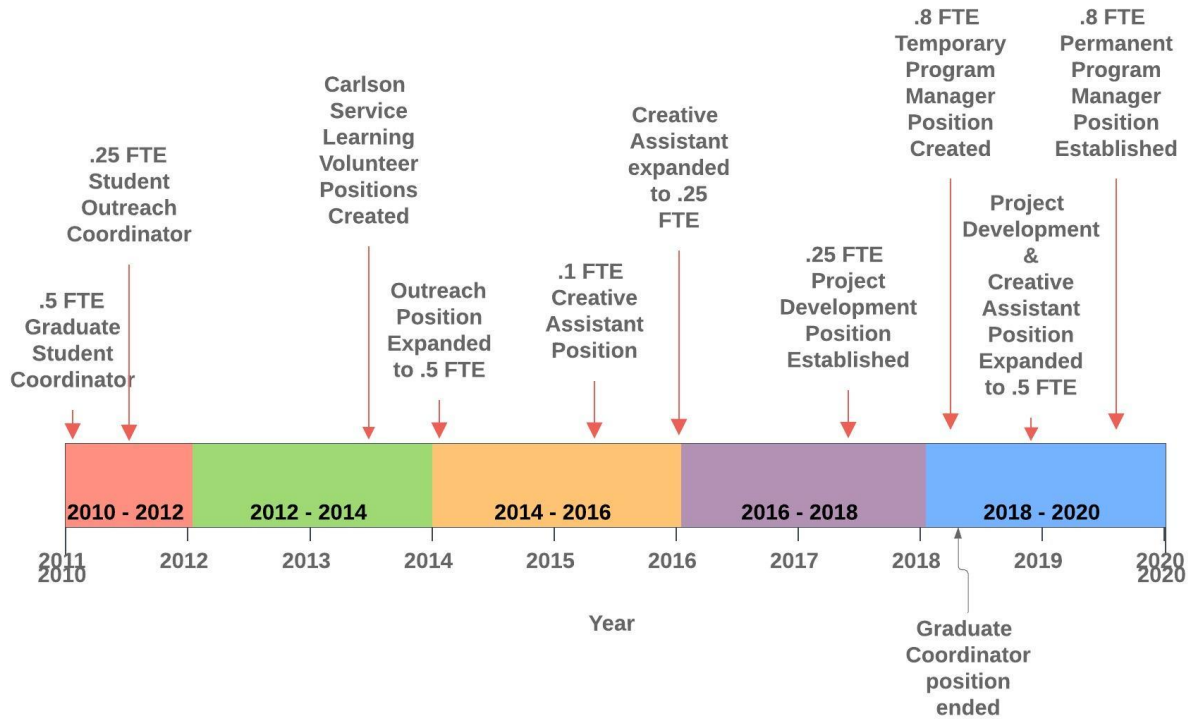 .5 FTE
Graduate
Student
Coordinator
.25 FTE
Student
Outreach
Coordinator
Carlson
Service
Learning
Volunteer
Positions
Created
Outreach
Position
Expanded
to .5 FTE
.1 FTE
Creative
Assistant
Position
Creative
Assistant
expanded
to .25
FTE
.25 FTE
Project
Development
Position
Established
.8 FTE
Temporary
Program
Manager
Position
Created
Project
Development
&
Creative
Assistant
Position
Expanded
to .5 FTE
.8 FTE
Permanent
Program
Manager
Position
Established
2010 - 2012
2012 - 2014
2014 - 2016
2016 - 2018
2018 - 2020
2011
2012
2013
2014
2015
2016
2017
2018
2019
2020
2010
2020
Year
Graduate
Coordinator
position
ended